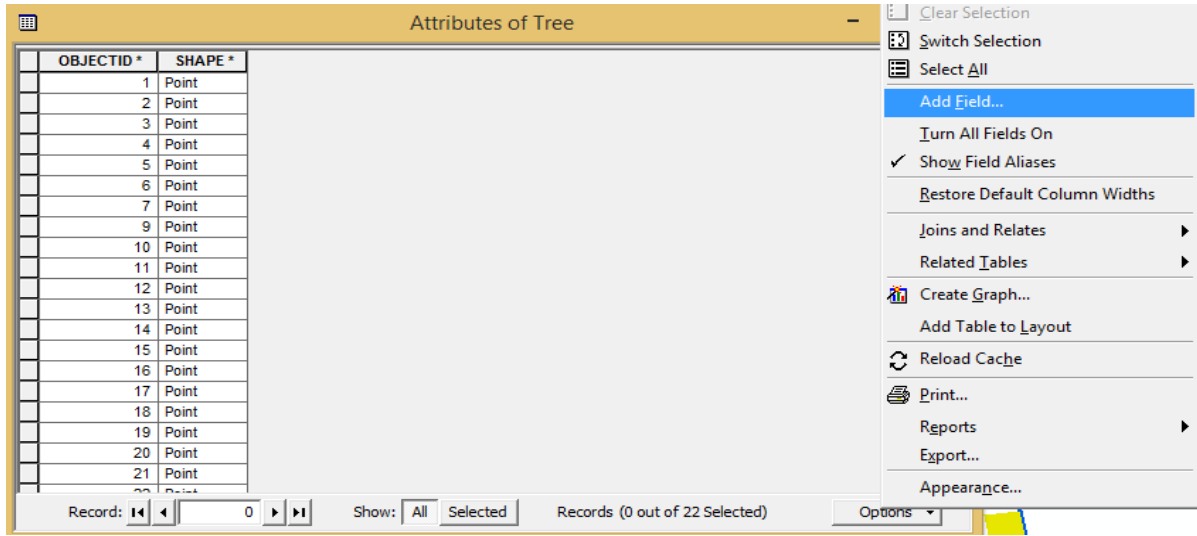 Attributes of Tree
OBJECTID * SHAPE *
1 Point
2 Point
3 Point
4 Point
5 Point
6 Point
7 Point
9 Point
10 Point
11 Point
12 Point
13 Point
14 Point
15 Point
16 Point
17 Point
18 Point
19 Point
20 Point
21 Point
Record: 0 Show: All Selected Records (0 out of 22 Selected) Options
Clear Selection
Switch Selection
Select All
Add Field...
Turn All Fields On
Show Field Aliases
Restore Default Column Widths
Joins and Relates
Related Tables
Create Graph...
Add Table to Layout
Reload Cache
Print...
Reports
Export...
Appearance...